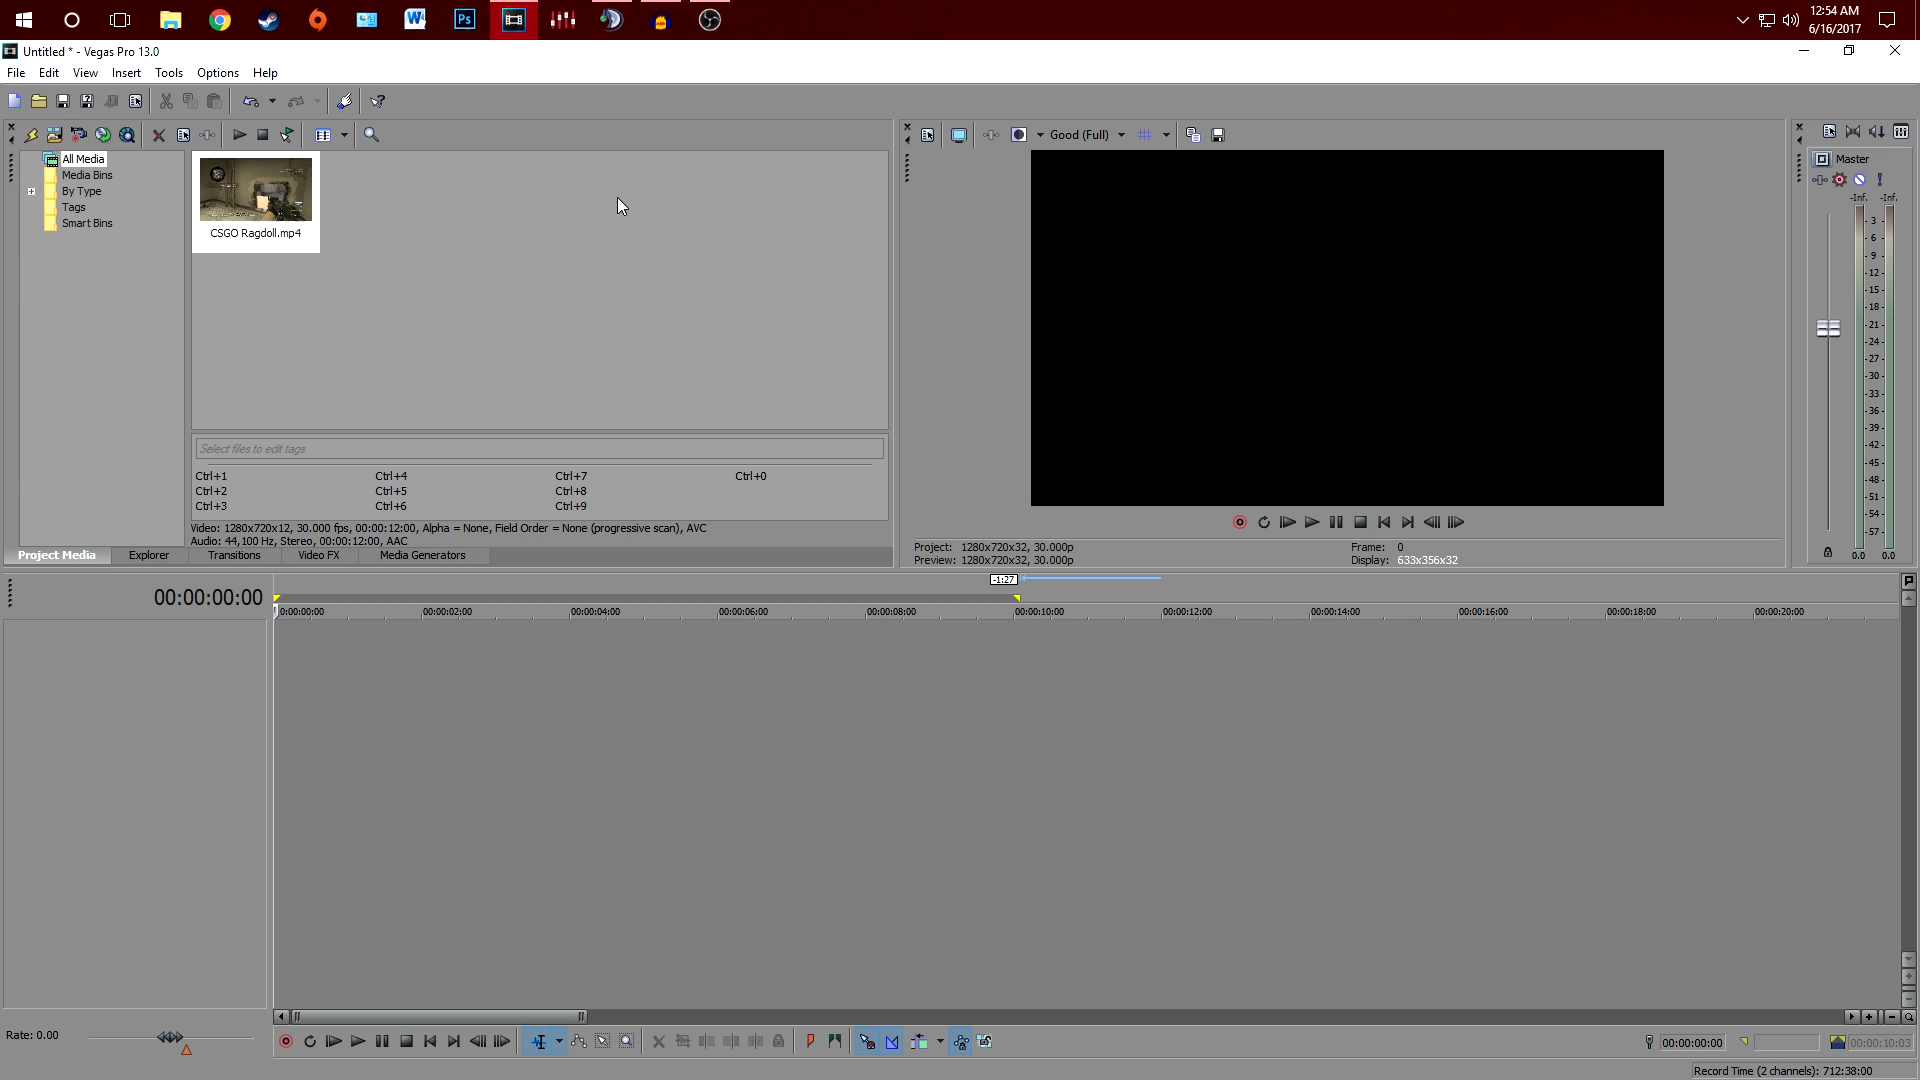 12:54 AM
6/16/2017
Untitled * - Vegas Pro 13.0
File Edit View Insert Tools Options Help
Good (Full)
All Media
Media Bins
By Type
Tags
Smart Bins
CSGO Ragdoll.mp4
Select files to edit tags
Ctrl+1 Ctrl+4 Ctrl+7 Ctrl+0
Ctrl+2 Ctrl+5 Ctrl+8
Ctrl+3 Ctrl+6 Ctrl+9
Video: 1280x720x12, 30.000 fps, 00:00:12:00, Alpha = None, Field Order = None (progressive scan), AVC
Audio: 44,100 Hz, Stereo, 00:00:12:00, AAC
Project Media Explorer Transitions Video FX Media Generators
Project: 1280x720x32, 30.000p Frame: 0
Preview: 1280x720x32, 30.000p Display: 633x356x32
Master
-Inf. -Inf.
- 3 -
- 6 -
- 9 -
-12-
-15-
-18-
-21-
-24-
-27-
-30-
-33-
-36-
-39-
-42-
-45-
-48-
-51-
-54-
-57-
0.0 0.0
-1:27
00:00:00:00
0:00:00:00 00:00:02:00 00:00:04:00 00:00:06:00 00:00:08:00 00:00:10:00 00:00:12:00 00:00:14:00 00:00:16:00 00:00:18:00 00:00:20:00
Rate: 0.00
00:00:00:00 00:00:10:03
Record Time (2 channels): 712:38:00